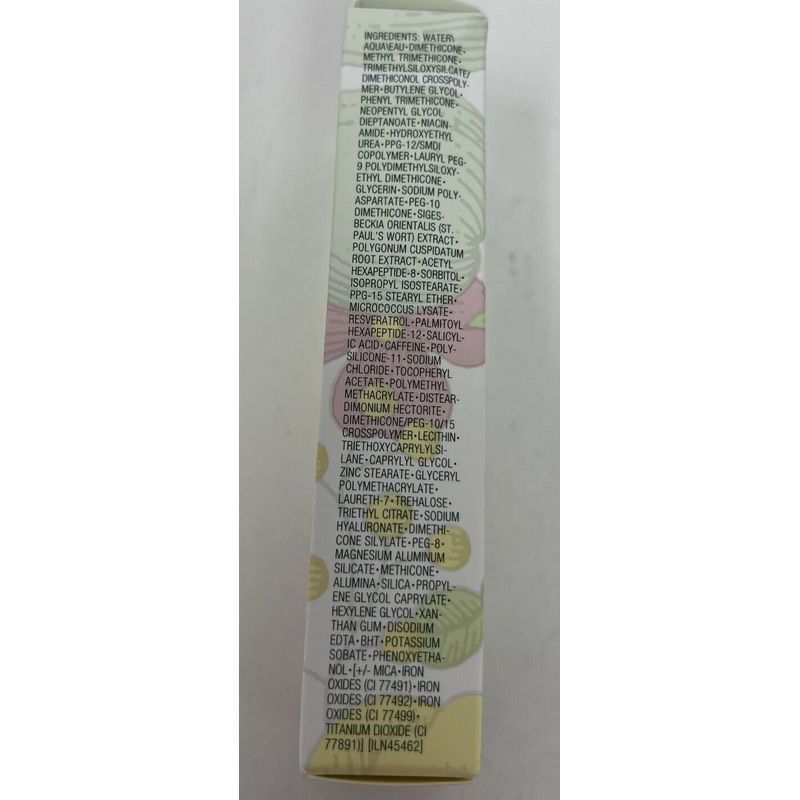 INGREDIENTS: WATER\
AQUA\EAU•DIMETHICONE•
METHYL TRIMETHICONE•
TRIMETHYLSILOXYSILCATE/
DIMETHICONOL CROSSPOLY-
MER•BUTYLENE GLYCOL•
PHENYL TRIMETHICONE•
NEOPENTYL GLYCOL
DIEPTANOATE•NIACIN-
AMIDE•HYDROXYETHYL
UREA•PPG-12/SMDI
COPOLYMER•LAURYL PEG-
9 POLYDIMETHYLSILOXY-
ETHYL DIMETHICONE•
GLYCERIN•SODIUM POLY-
ASPARTATE•PEG-10
DIMETHICONE•SIGES-
BECKIA ORIENTALIS (ST.
PAUL'S WORT) EXTRACT•
POLYGONUM CUSPIDATUM
ROOT EXTRACT•ACETYL
HEXAPEPTIDE-8•SORBITOL•
ISOPROPYL ISOSTEARATE•
PPG-15 STEARYL ETHER•
MICROCOCCUS LYSATE•
RESVERATROL•PALMITOYL
HEXAPEPTIDE-12•SALICYL-
IC ACID•CAFFEINE•POLY-
SILICONE-11•SODIUM
CHLORIDE•TOCOPHERYL
ACETATE•POLYMETHYL
METHACRYLATE•DISTEAR-
DIMONIUM HECTORITE•
DIMETHICONE/PEG-10/15
CROSSPOLYMER•LECITHIN•
TRIETHOXYCAPRYLYLSI-
LANE•CAPRYLYL GLYCOL•
ZINC STEARATE•GLYCERYL
POLYMETHACRYLATE•
LAURETH-7•TREHALOSE•
TRIETHYL CITRATE•SODIUM
HYALURONATE•DIMETHI-
CONE SILYLATE•PEG-8•
MAGNESIUM ALUMINUM
SILICATE•METHICONE•
ALUMINA•SILICA•PROPYL-
ENE GLYCOL CAPRYLATE•
HEXYLENE GLYCOL•XAN-
THAN GUM•DISODIUM
EDTA•BHT•POTASSIUM
SOBATE•PHENOXYETHA-
NOL•[+/- MICA•IRON
OXIDES (CI 77491)•IRON
OXIDES (CI 77492)•IRON
OXIDES (CI 77499)•
TITANIUM DIOXIDE (CI
77891)] [ILN45462]